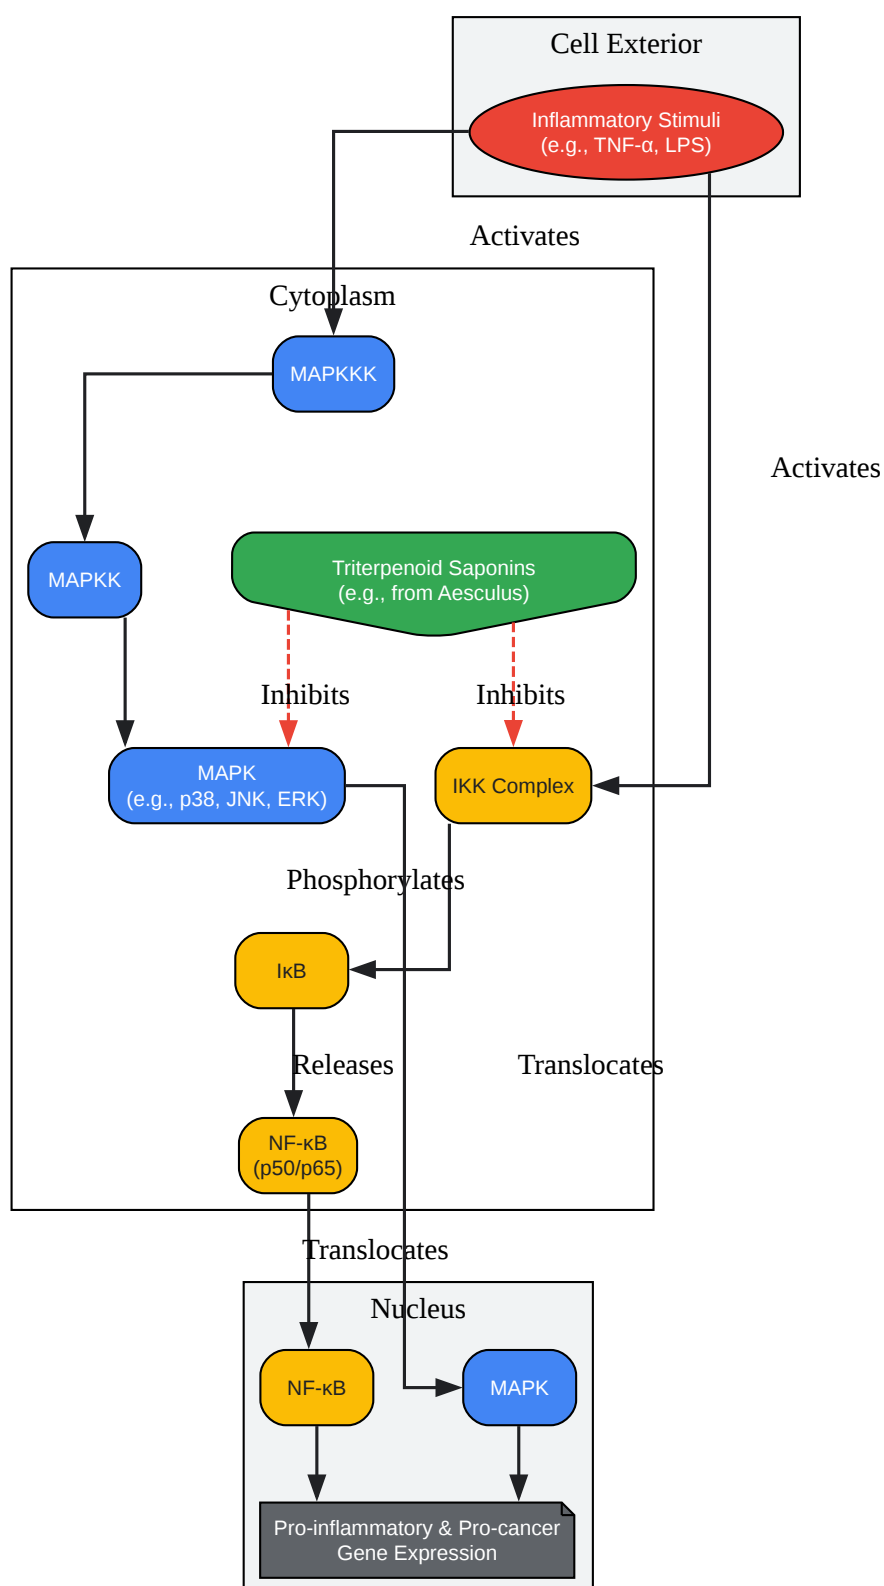 Cell Exterior
Inflammatory Stimuli
(e.g., TNF-α, LPS)
Activates
Cytoplasm
MAPKKK
Activates
MAPKK
Triterpenoid Saponins
(e.g., from Aesculus)
Inhibits
Inhibits
MAPK
(e.g., p38, JNK, ERK)
IKK Complex
Phosphorylates
IκB
Releases
Translocates
NF-κB
(p50/p65)
Translocates
Nucleus
NF-κB
MAPK
Pro-inflammatory & Pro-cancer
Gene Expression